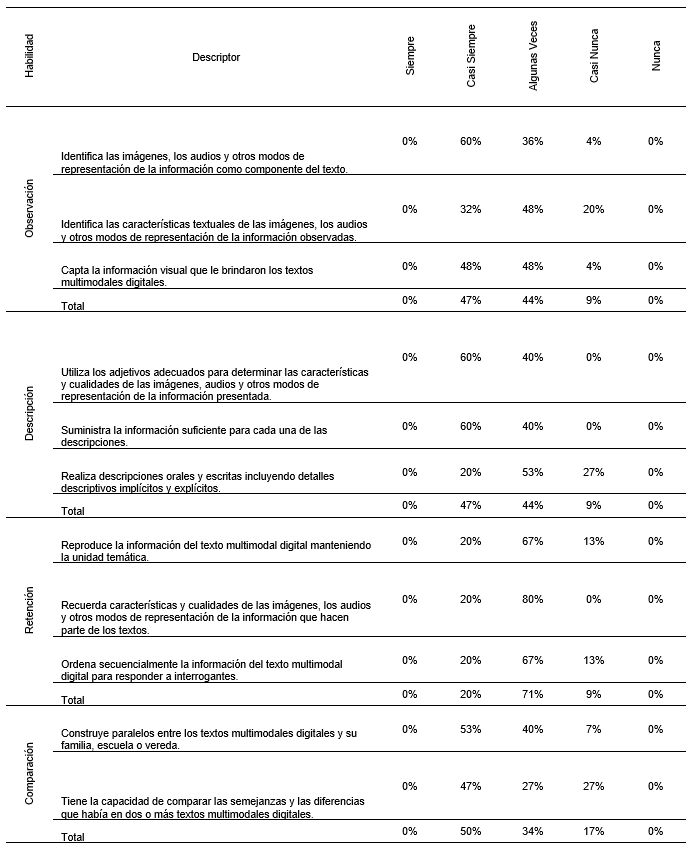 Habilidad Descriptor Siempre Casi Siempre Algunas Veces Casi Nunca Nunca
Observación
Identifica las imágenes, los audios y otros modos de
representación de la información como componente del texto.
0% 60% 36% 4% 0%
Identifica las características textuales de las imágenes, los audios
y otros modos de representación de la información observadas.
0% 32% 48% 20% 0%
Capta la información visual que le brindaron los textos
multimodales digitales.
0% 48% 48% 4% 0%
Total 0% 47% 44% 9% 0%
Descripción
Utiliza los adjetivos adecuados para determinar las características
y cualidades de las imágenes, audios y otros modos de
representación de la información presentada.
0% 60% 40% 0% 0%
Suministra la información suficiente para cada una de las
descripciones.
0% 60% 40% 0% 0%
Realiza descripciones orales y escritas incluyendo detalles
descriptivos implícitos y explícitos.
0% 20% 53% 27% 0%
Total 0% 47% 44% 9% 0%
Retención
Reproduce la información del texto multimodal digital manteniendo
la unidad temática.
0% 20% 67% 13% 0%
Recuerda características y cualidades de las imágenes, los audios
y otros modos de representación de la información que hacen
parte de los textos.
0% 20% 80% 0% 0%
Ordena secuencialmente la información del texto multimodal
digital para responder a interrogantes.
0% 20% 67% 13% 0%
Total 0% 20% 71% 9% 0%
Comparación
Construye paralelos entre los textos multimodales digitales y su
familia, escuela o vereda.
0% 53% 40% 7% 0%
Tiene la capacidad de comparar las semejanzas y las diferencias
que había en dos o más textos multimodales digitales.
0% 47% 27% 27% 0%
Total 0% 50% 34% 17% 0%